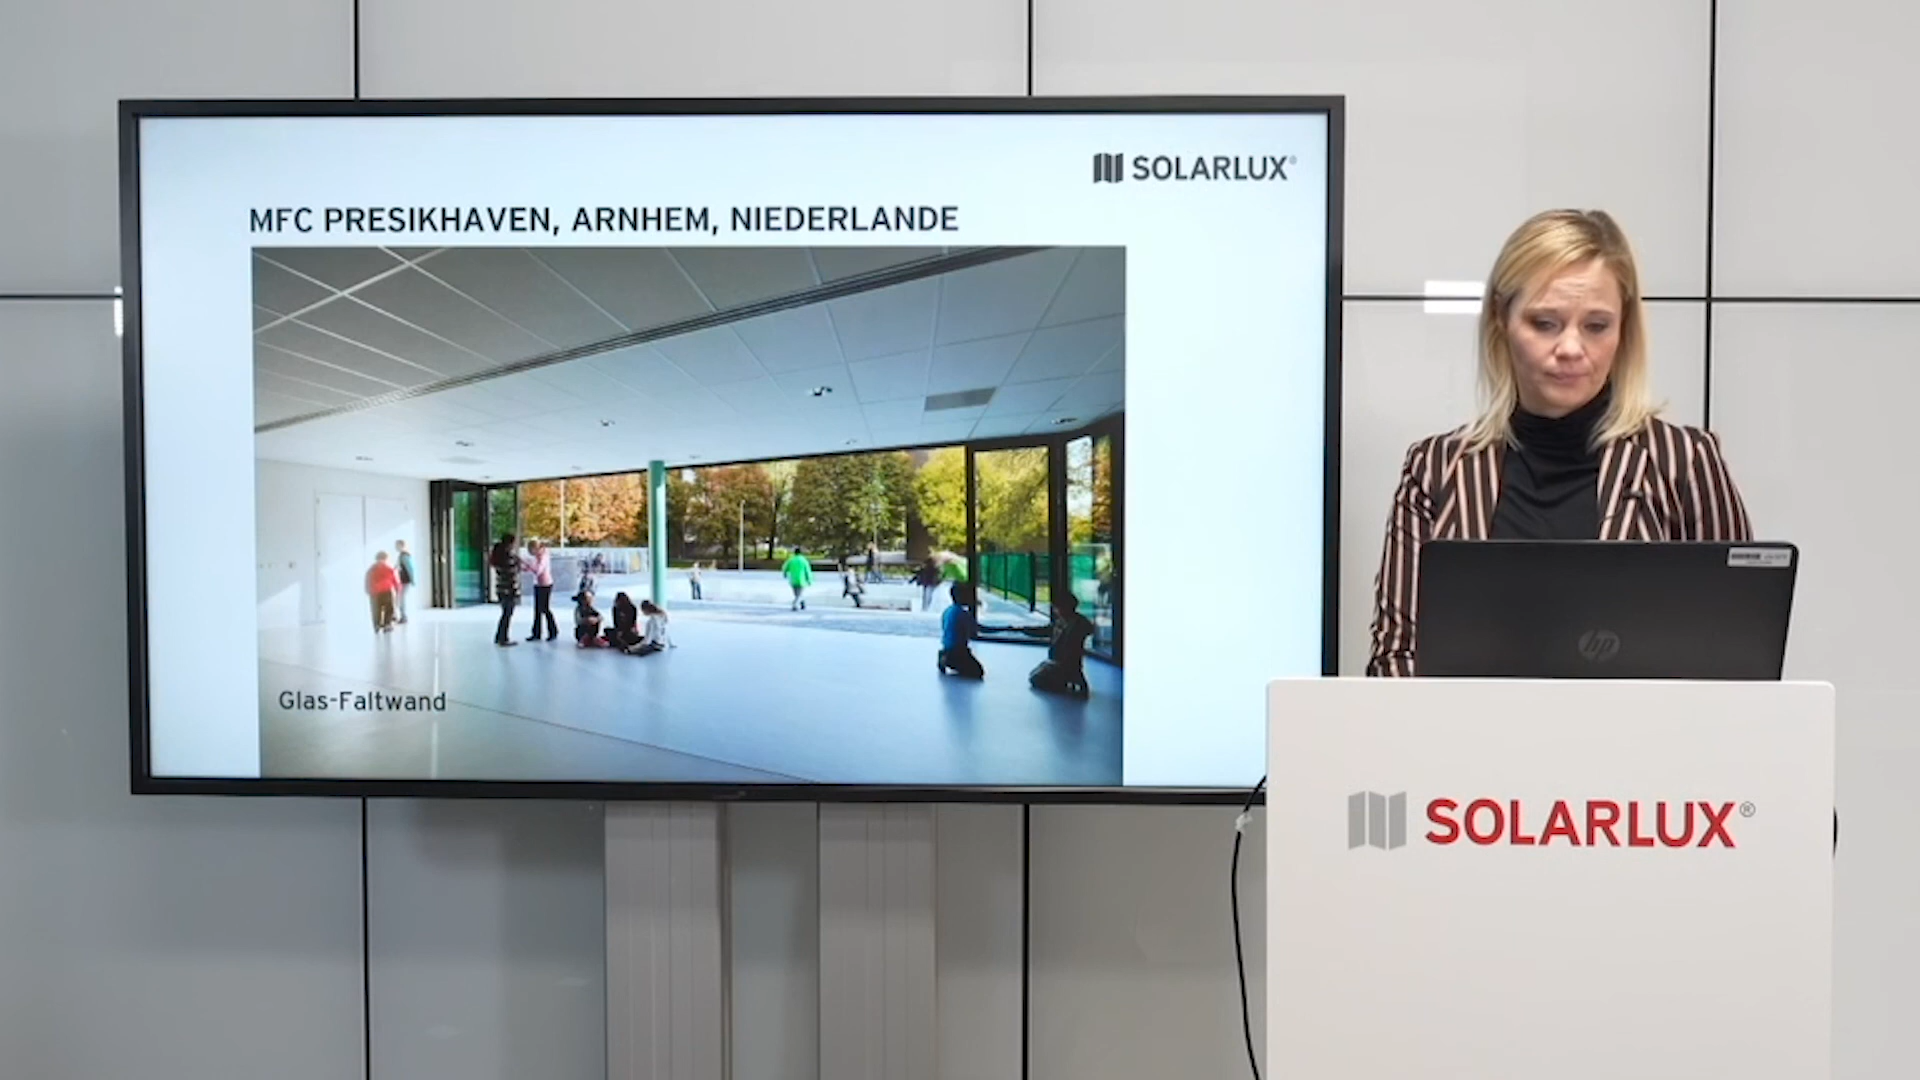 SOLARLUX®
MFC PRESIKHAVEN, ARNHEM, NIEDERLANDE
Glas-Faltwand
hp
SOLARLUX®